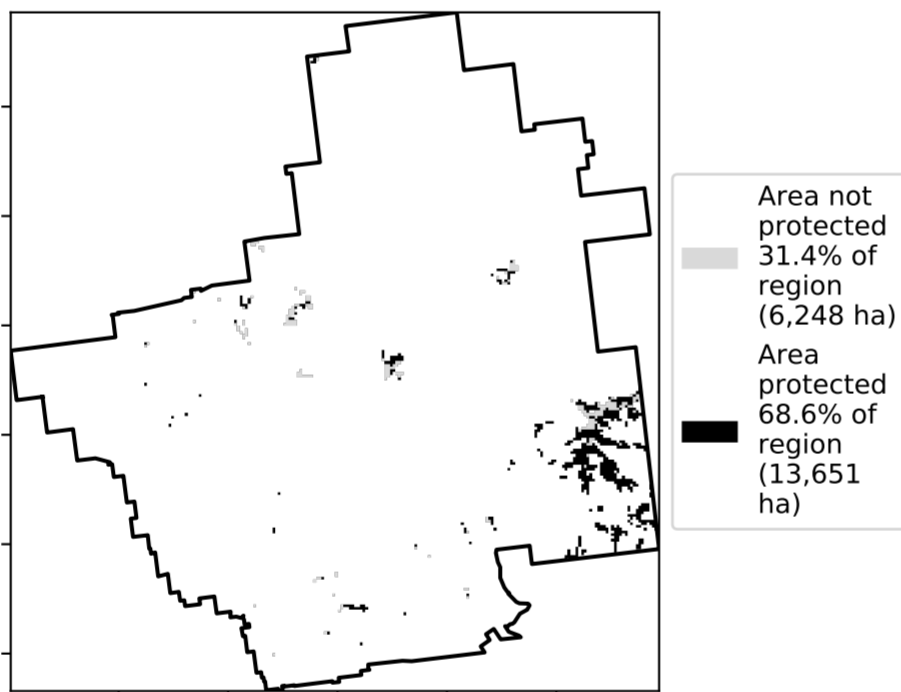 Area not
protected
31.4% of
region
(6,248 ha)
Area
protected
68.6% of
region
(13,651
ha)